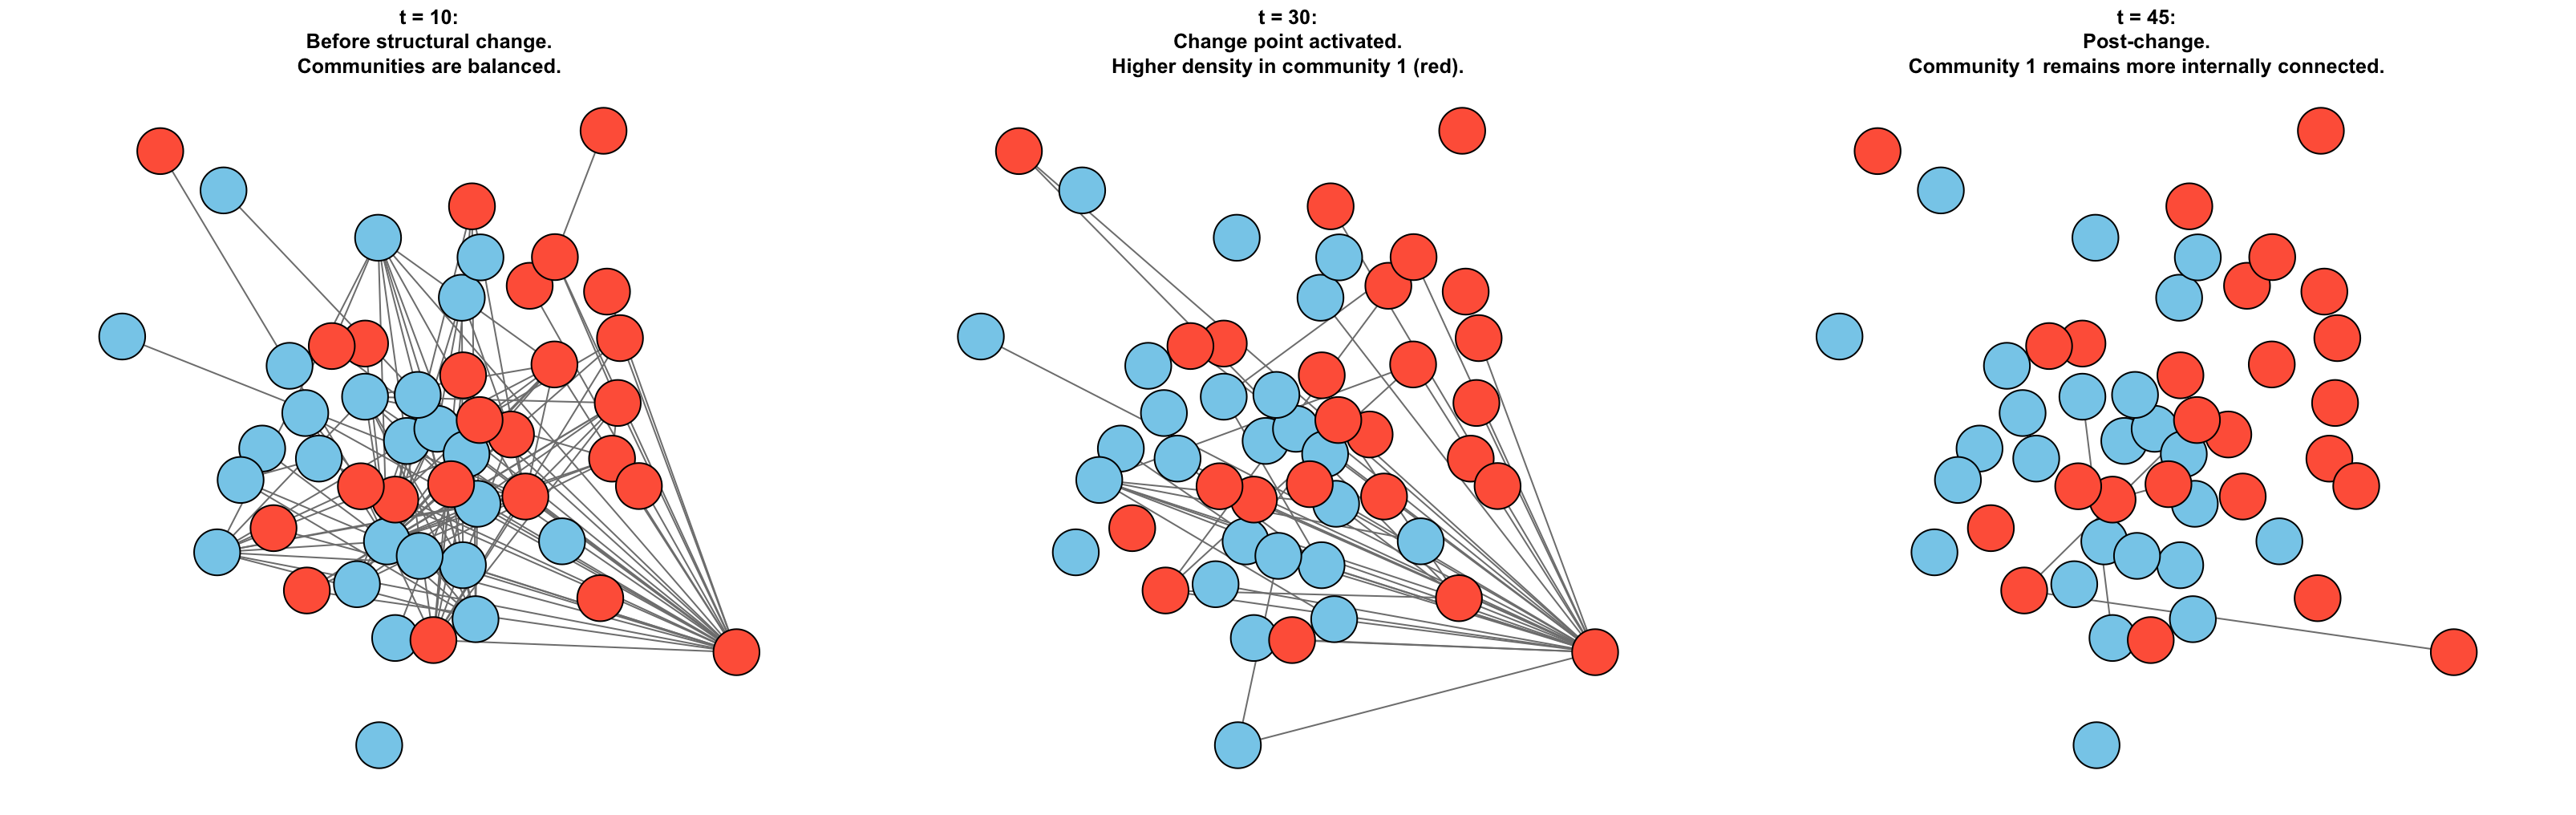 t = 10:
Before structural change.
Communities are balanced.
t = 30:
Change point activated.
Higher density in community 1 (red).
t = 45:
Post-change.
Community 1 remains more internally connected.